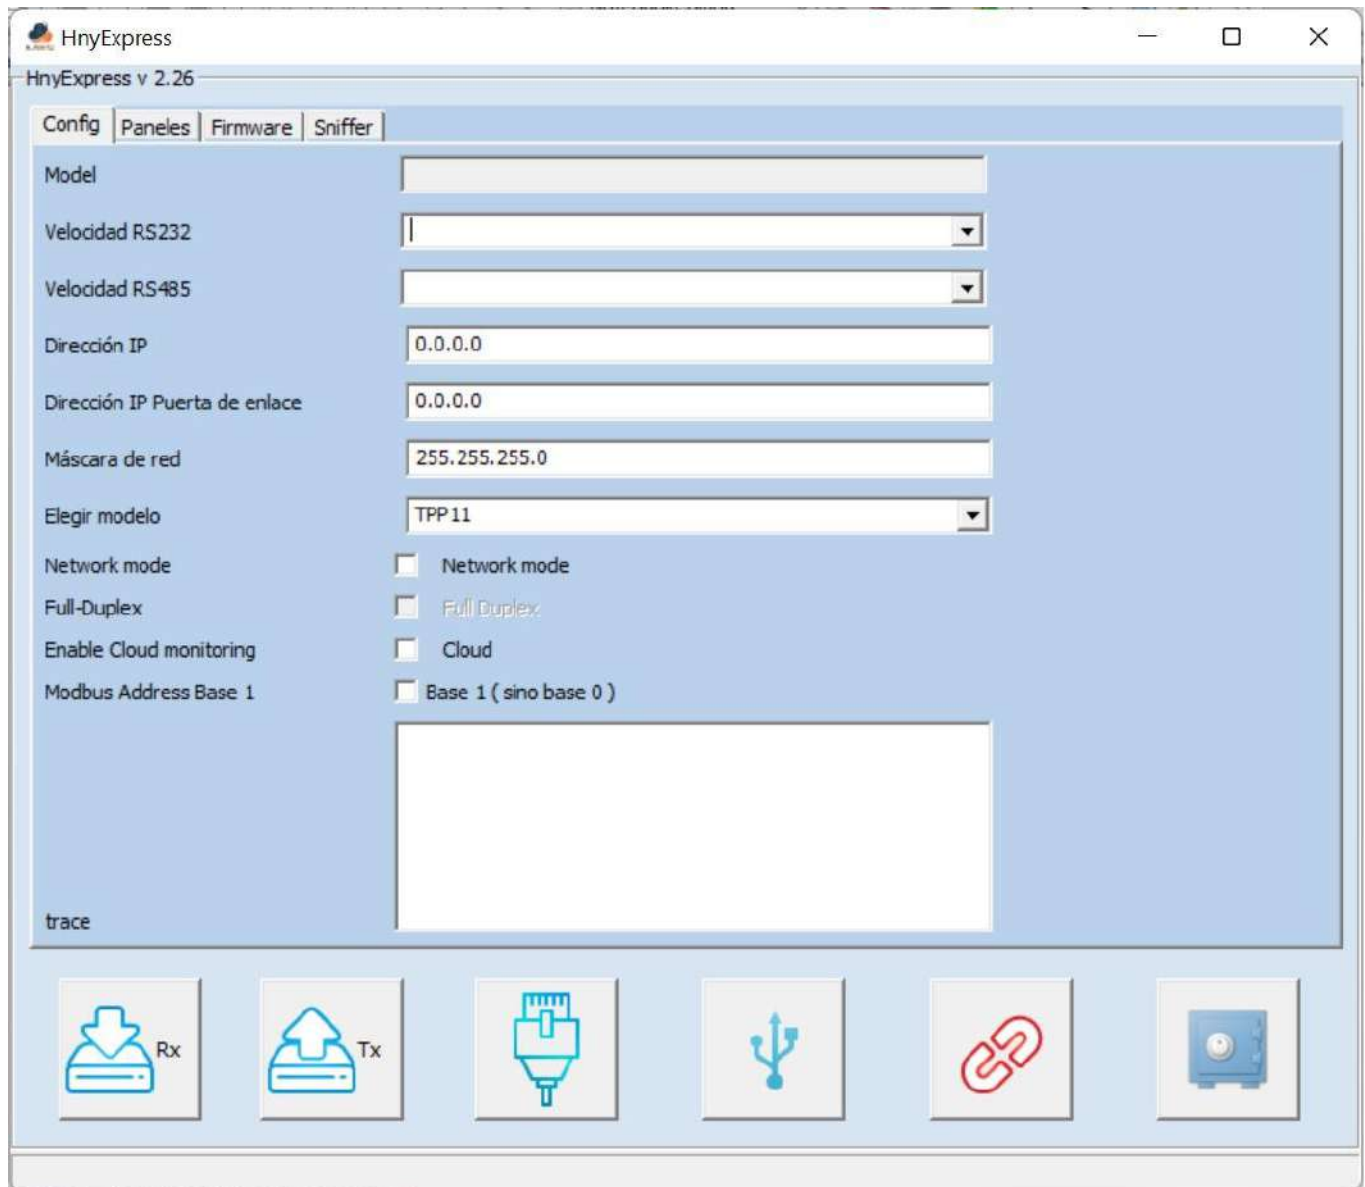 HnyExpress
HnyExpress v 2.26
Config Paneles Firmware Sniffer
Model
Velocidad RS232
Velocidad RS485
Dirección IP 0.0.0.0
Dirección IP Puerta de enlace 0.0.0.0
Máscara de red 255.255.255.0
Elegir modelo TPP11
Network mode Network mode
Full-Duplex Full Duplex
Enable Cloud monitoring Cloud
Modbus Address Base 1 Base 1 ( sino base 0 )
trace
Rx Tx